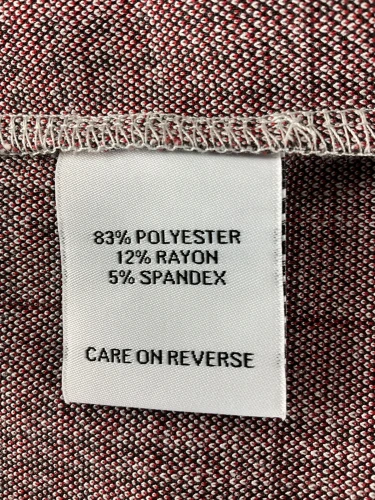 83% POLYESTER
12% RAYON
5% SPANDEX
CARE ON REVERSE